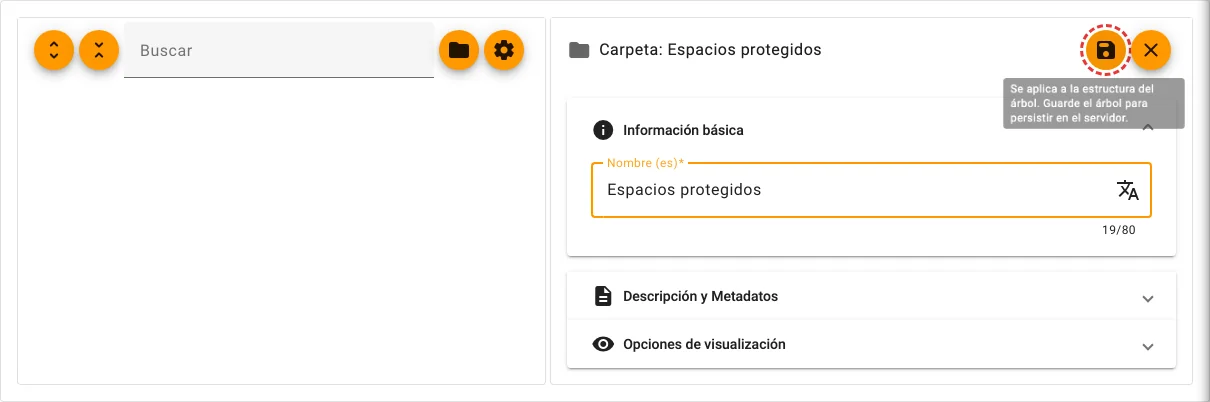 Buscar
Carpeta: Espacios protegidos
Se aplica a la estructura del
árbol. Guarde el árbol para
persistir en el servidor.
Información básica
Nombre (es)*
Espacios protegidos
19/80
Descripción y Metadatos
Opciones de visualización